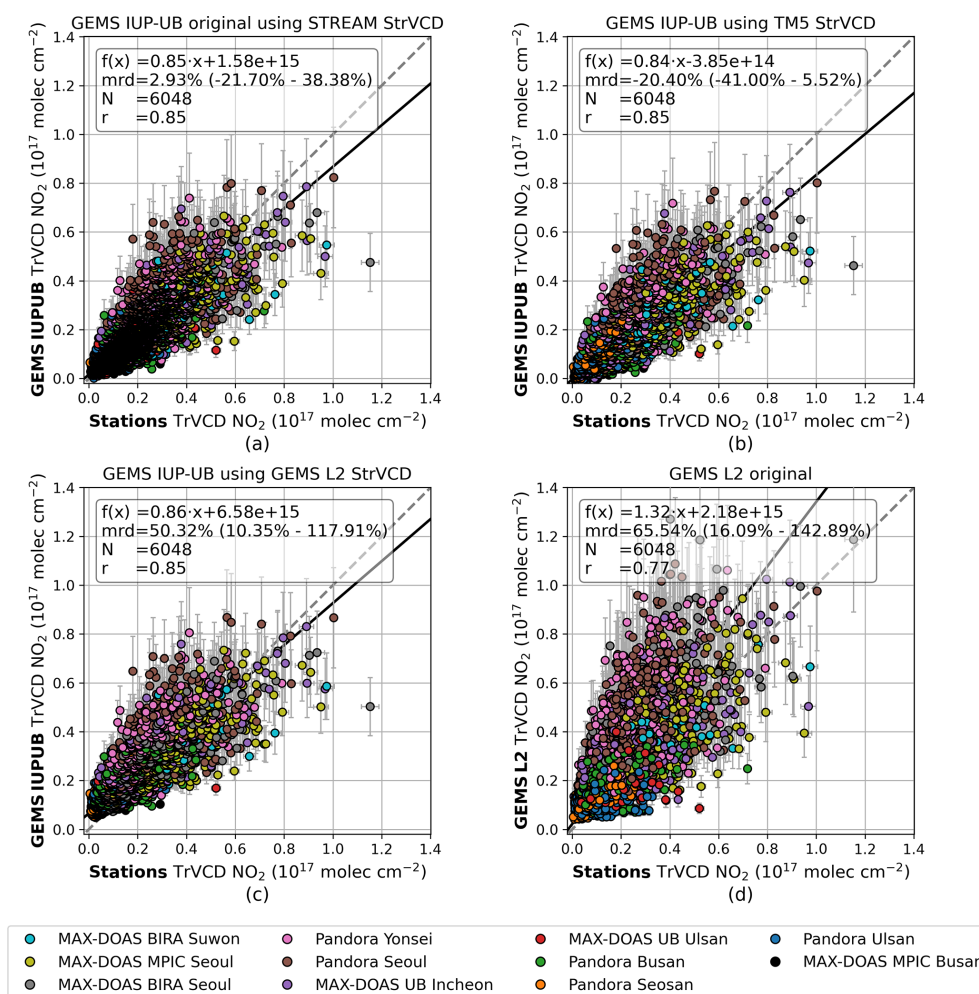 GEMS IUP-UB original using STREAM StrVCD
f(x) =0.85·x+1.58e+15
mrd=2.93% (-21.70% - 38.38%)
N =6048
r =0.85
GEMS IUPUB TrVCD NO2 (10^17 molec cm^−2)
1.4
1.2
1.0
0.8
0.6
0.4
0.2
0.0
0.0 0.2 0.4 0.6 0.8 1.0 1.2 1.4
Stations TrVCD NO2 (10^17 molec cm^−2)
(a)
GEMS IUP-UB using TM5 StrVCD
f(x) =0.84·x-3.85e+14
mrd=-20.40% (-41.00% - 5.52%)
N =6048
r =0.85
GEMS IUPUB TrVCD NO2 (10^17 molec cm^−2)
1.4
1.2
1.0
0.8
0.6
0.4
0.2
0.0
0.0 0.2 0.4 0.6 0.8 1.0 1.2 1.4
Stations TrVCD NO2 (10^17 molec cm^−2)
(b)
GEMS IUP-UB using GEMS L2 StrVCD
f(x) =0.86·x+6.58e+15
mrd=50.32% (10.35% - 117.91%)
N =6048
r =0.85
GEMS IUPUB TrVCD NO2 (10^17 molec cm^−2)
1.4
1.2
1.0
0.8
0.6
0.4
0.2
0.0
0.0 0.2 0.4 0.6 0.8 1.0 1.2 1.4
Stations TrVCD NO2 (10^17 molec cm^−2)
(c)
GEMS L2 original
f(x) =1.32·x+2.18e+15
mrd=65.54% (16.09% - 142.89%)
N =6048
r =0.77
GEMS L2 TrVCD NO2 (10^17 molec cm^−2)
1.4
1.2
1.0
0.8
0.6
0.4
0.2
0.0
0.0 0.2 0.4 0.6 0.8 1.0 1.2 1.4
Stations TrVCD NO2 (10^17 molec cm^−2)
(d)
MAX-DOAS BIRA Suwon
MAX-DOAS MPIC Seoul
MAX-DOAS BIRA Seoul
Pandora Yonsei
Pandora Seoul
MAX-DOAS UB Incheon
MAX-DOAS UB Ulsan
Pandora Busan
Pandora Seosan
Pandora Ulsan
MAX-DOAS MPIC Busan